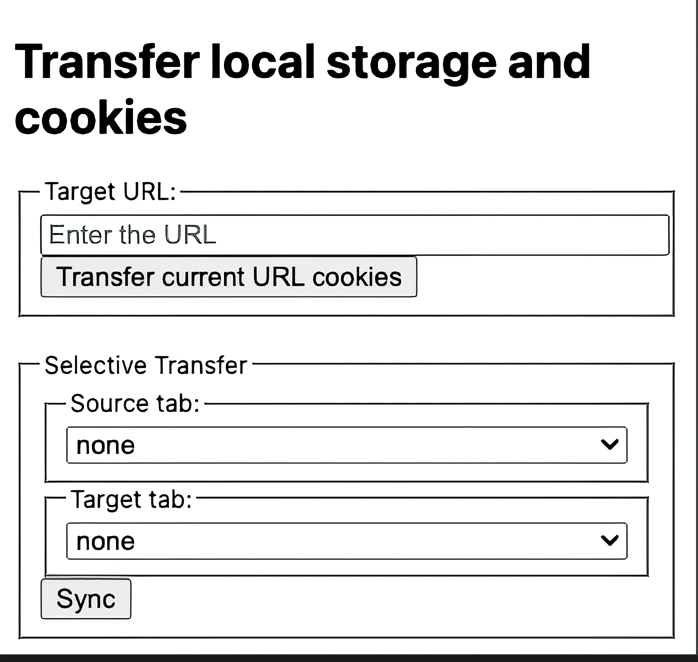 Transfer local storage and
cookies
Target URL:
Enter the URL
Transfer current URL cookies
Selective Transfer
Source tab:
none
Target tab:
none
Sync